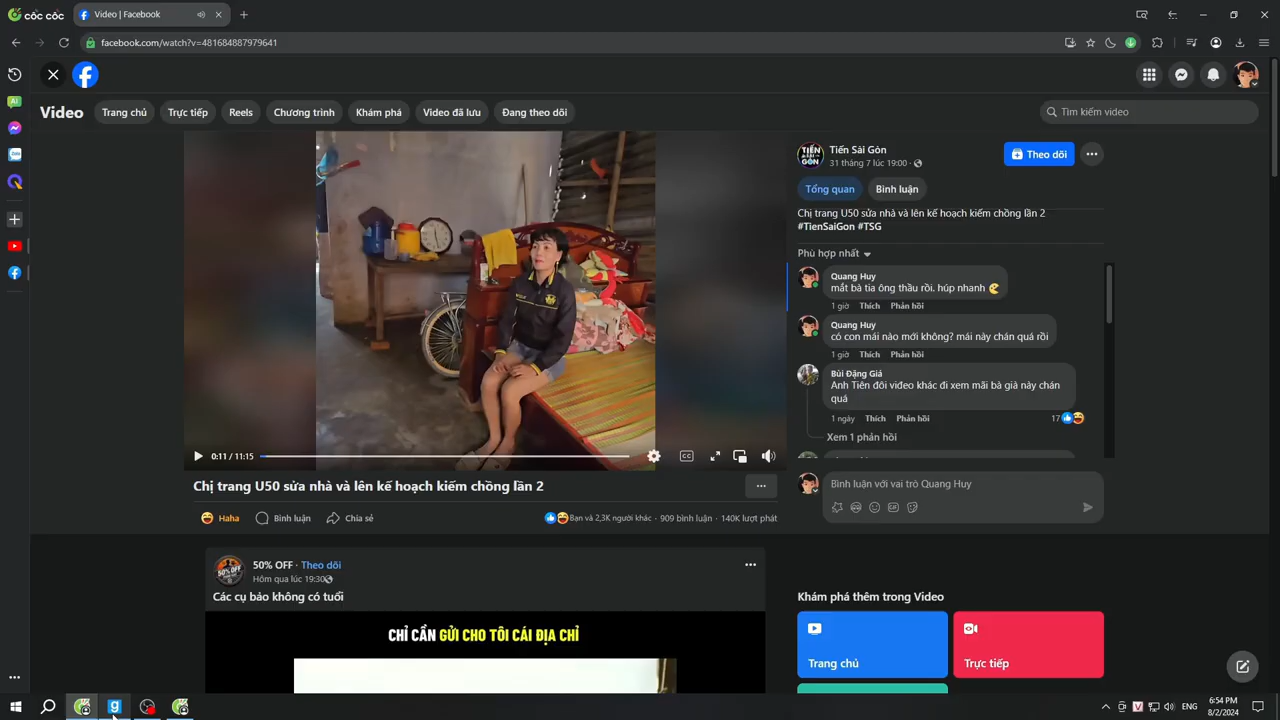 cốc cốc
Video | Facebook
facebook.com/watch?v=481684887979641
Video
Trang chủ
Trực tiếp
Reels
Chương trình
Khám phá
Video đã lưu
Đang theo dõi
Tìm kiếm video
0:11 / 11:15
Chị trang U50 sửa nhà và lên kế hoạch kiếm chồng lần 2
Haha
Bình luận
Chia sẻ
Bạn và 2,3K người khác · 909 bình luận · 140K lượt phát
Tiến Sài Gòn
31 tháng 7 lúc 19:00
Theo dõi
Tổng quan
Bình luận
Chị trang U50 sửa nhà và lên kế hoạch kiếm chồng lần 2
#TienSaiGon #TSG
Phù hợp nhất
Quang Huy
mắt bà tia ông thầu rồi. húp nhanh
1 giờ Thích Phản hồi
Quang Huy
có con mái nào mới không? mái này chán quá rồi
1 giờ Thích Phản hồi
Bùi Đặng Giá
Anh Tiên đôi video khác đi xem mãi bà già này chán
quá
1 ngày Thích Phản hồi 17
Xem 1 phản hồi
Bình luận với vai trò Quang Huy
50% OFF · Theo dõi
Hôm qua lúc 19:30
Các cụ bảo không có tuổi
CHỈ CẦN GỬI CHO TÔI CÁI ĐỊA CHỈ
Khám phá thêm trong Video
Trang chủ
Trực tiếp
ENG
6:54 PM
8/2/2024